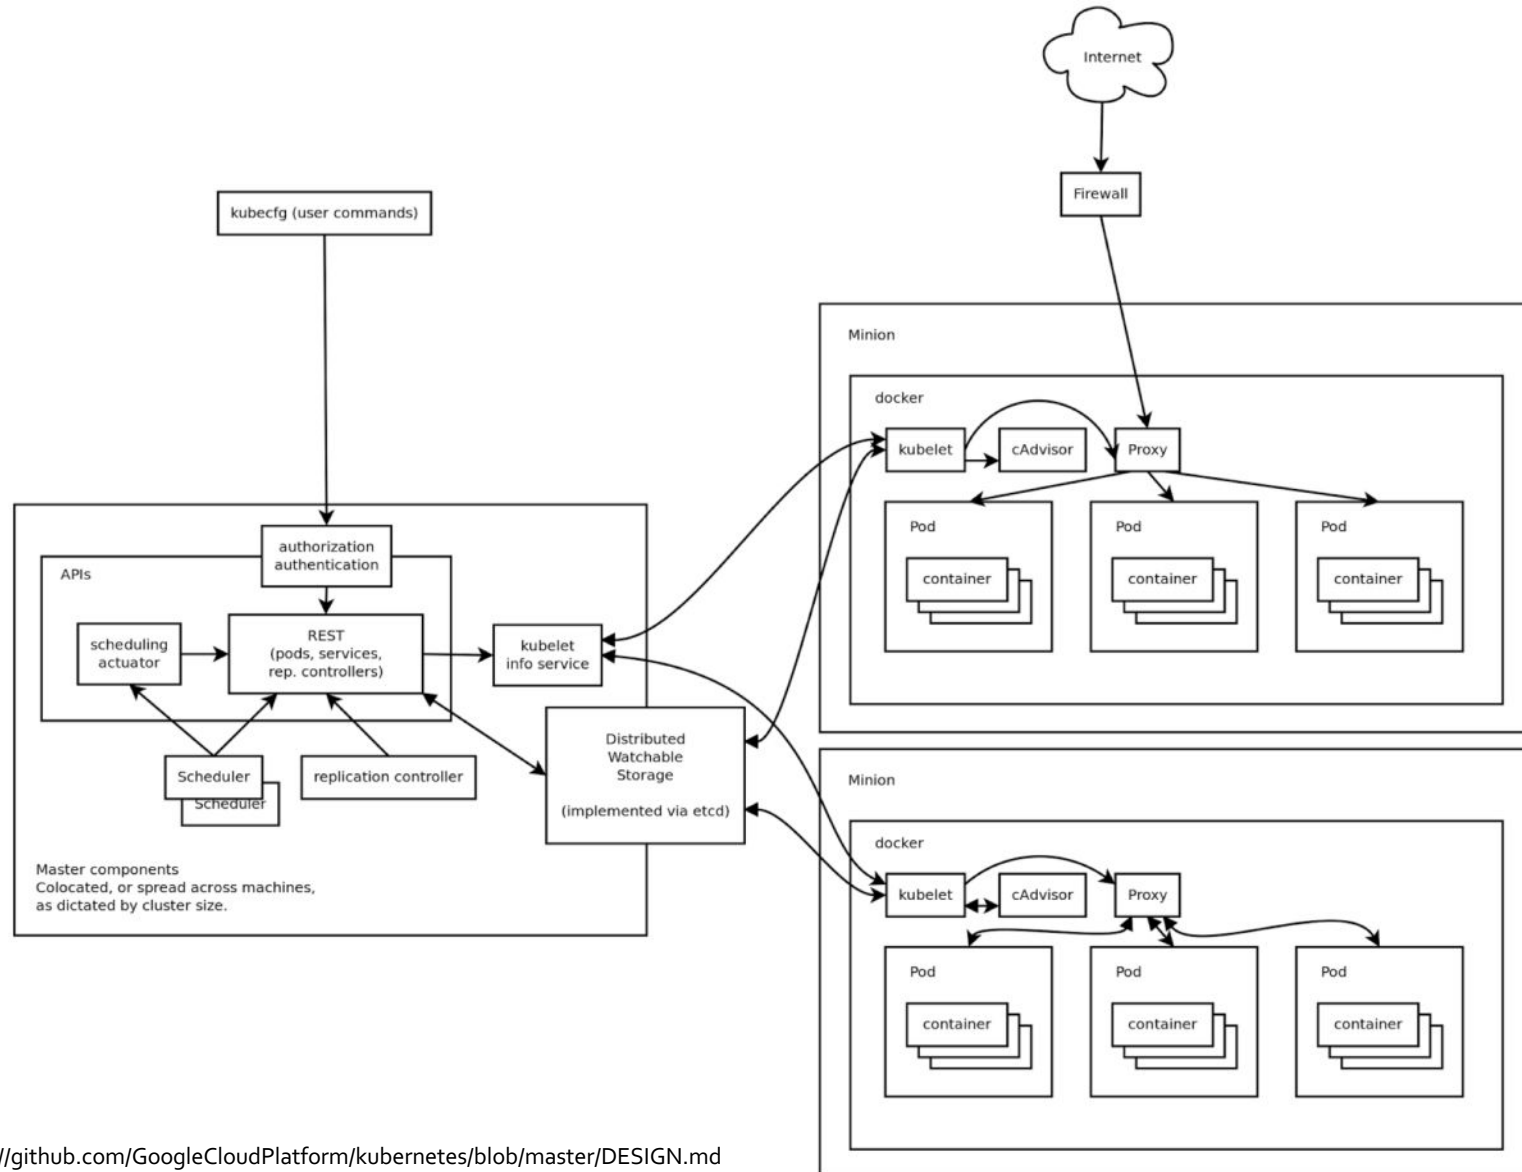 Internet
Firewall
kubecfg (user commands)
Minion
docker
kubelet
cAdvisor
Proxy
Pod
container
Pod
container
Pod
container
authorization
authentication
APIs
scheduling
actuator
REST
(pods, services,
rep. controllers)
kubelet
info service
Distributed
Watchable
Storage
(implemented via etcd)
Scheduler
Scheduler
replication controller
Master components
Colocated, or spread across machines,
as dictated by cluster size.
Minion
docker
kubelet
cAdvisor
Proxy
Pod
container
Pod
container
Pod
container
//github.com/GoogleCloudPlatform/kubernetes/blob/master/DESIGN.md